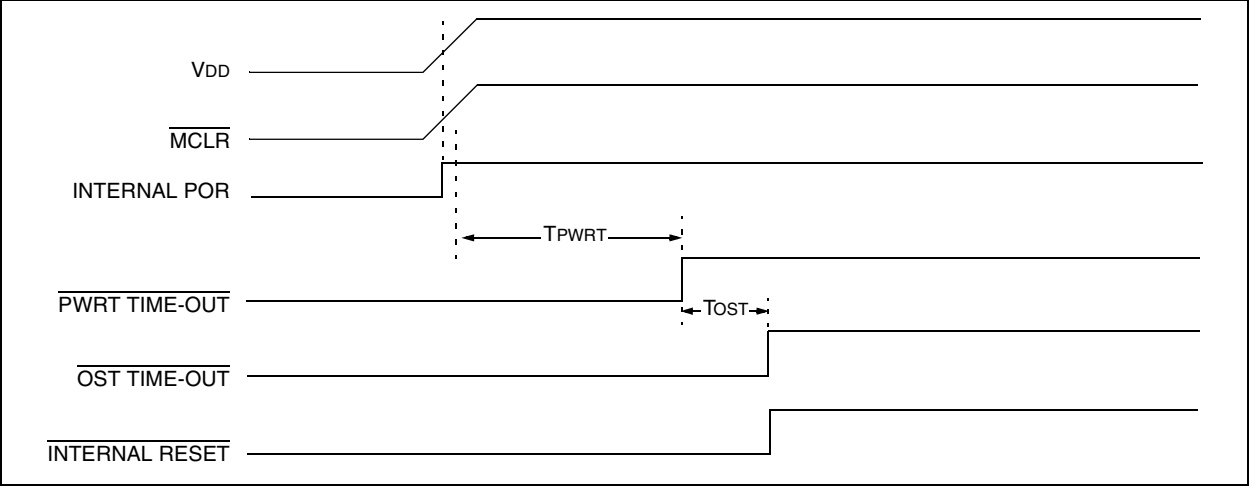 VDD
MCLR
INTERNAL POR
TPWRT
PWRT TIME-OUT
TOST
OST TIME-OUT
INTERNAL RESET